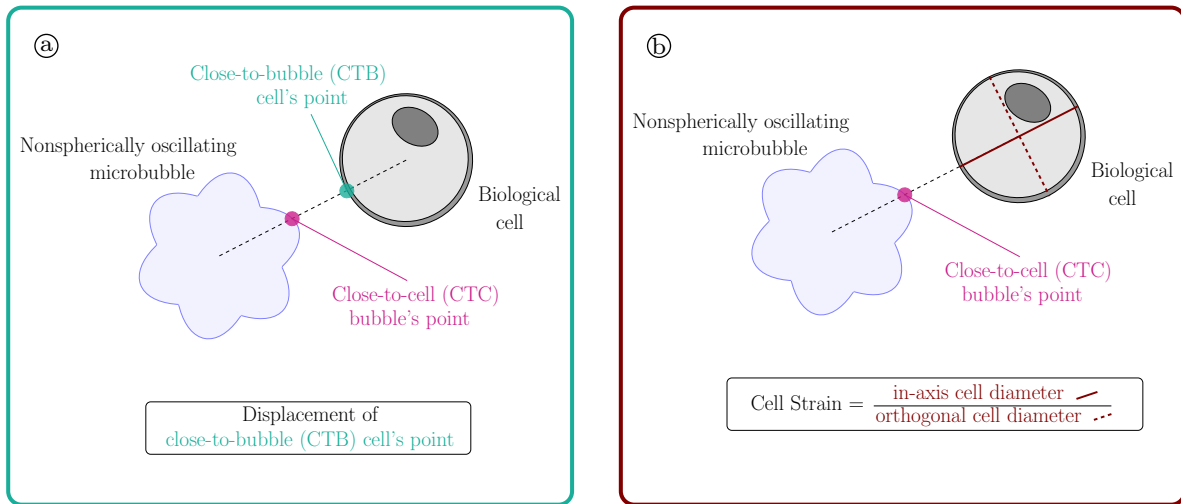 a
Close-to-bubble (CTB)
cell's point
Nonspherically oscillating
microbubble
Biological
cell
Close-to-cell (CTC)
bubble's point
Displacement of
close-to-bubble (CTB) cell's point
b
Nonspherically oscillating
microbubble
Biological
cell
Close-to-cell (CTC)
bubble's point
Cell Strain =
in-axis cell diameter
orthogonal cell diameter